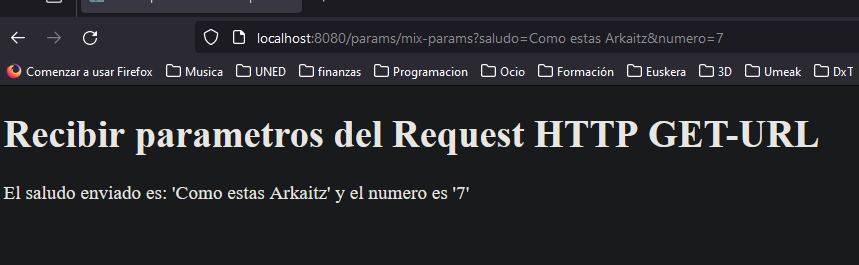 localhost:8080/params/mix-params?saludo=Como estas Arkaitz&numero=7
Comenzar a usar Firefox Musica UNED finanzas Programacion Ocio Formación Euskera 3D Umeak DxT
Recibir parametros del Request HTTP GET-URL
El saludo enviado es: 'Como estas Arkaitz' y el numero es '7'